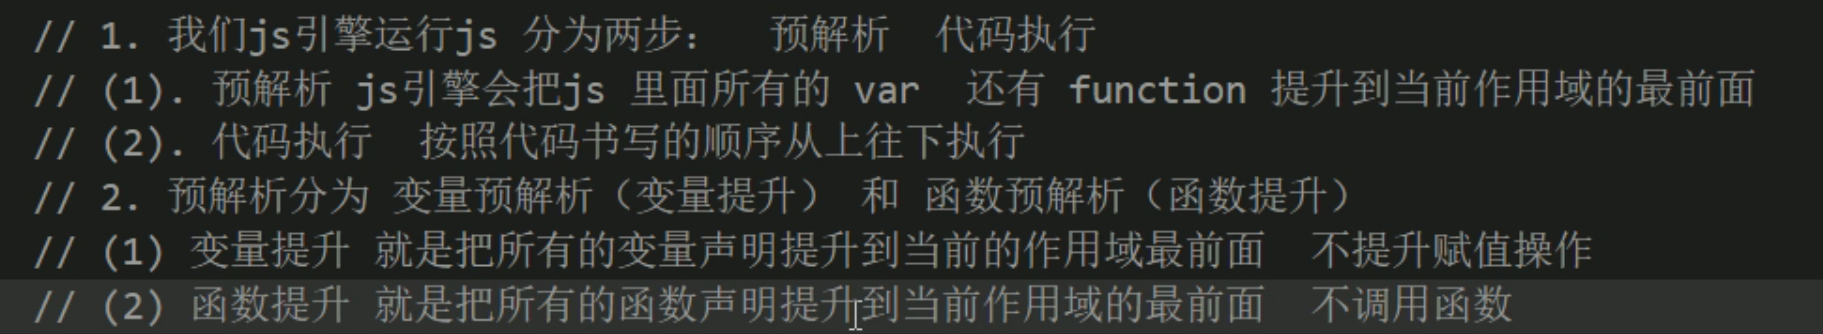 // 1. 我们js引擎运行js 分为两步:  预解析  代码执行
// (1). 预解析 js引擎会把js 里面所有的 var  还有 function 提升到当前作用域的最前面
// (2). 代码执行  按照代码书写的顺序从上往下执行
// 2. 预解析分为 变量预解析（变量提升） 和 函数预解析（函数提升）
// (1) 变量提升 就是把所有的变量声明提升到当前的作用域最前面  不提升赋值操作
// (2) 函数提升 就是把所有的函数声明提升到当前作用域的最前面  不调用函数